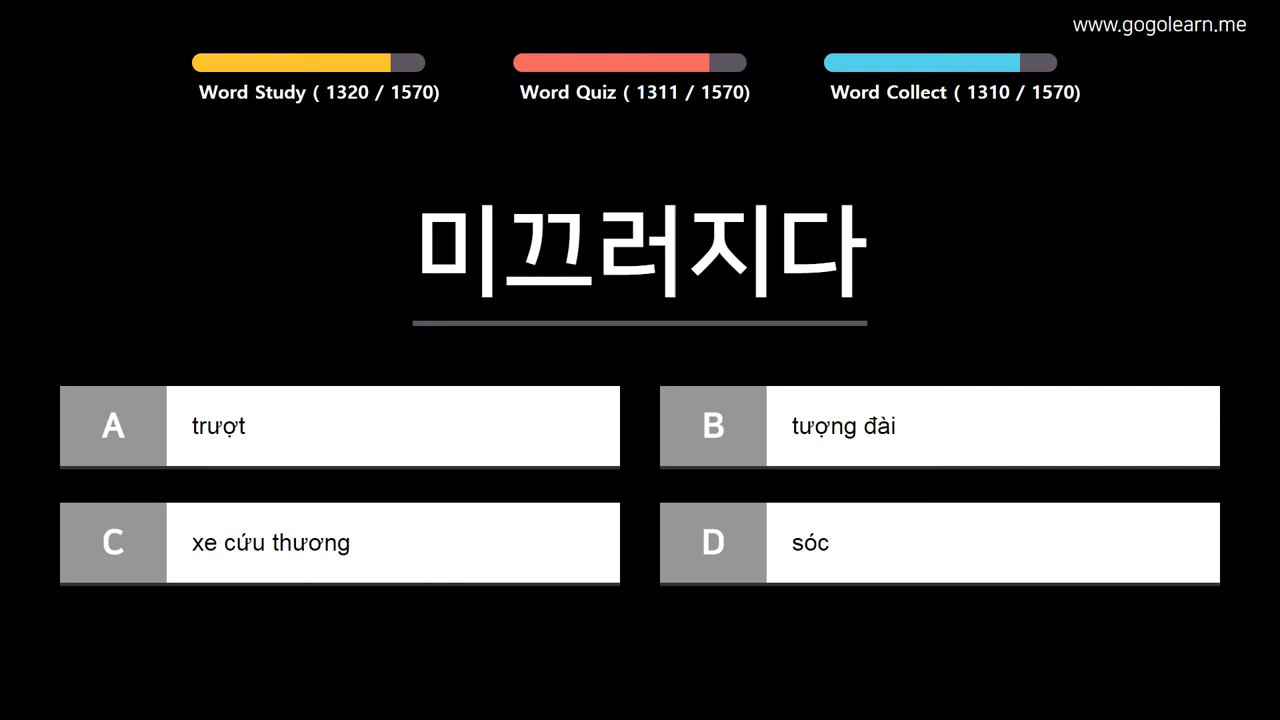 www.gogolearn.me
Word Study ( 1320 / 1570)
Word Quiz ( 1311 / 1570)
Word Collect ( 1310 / 1570)
미끄러지다
A trượt
B tượng đài
C xe cứu thương
D sóc